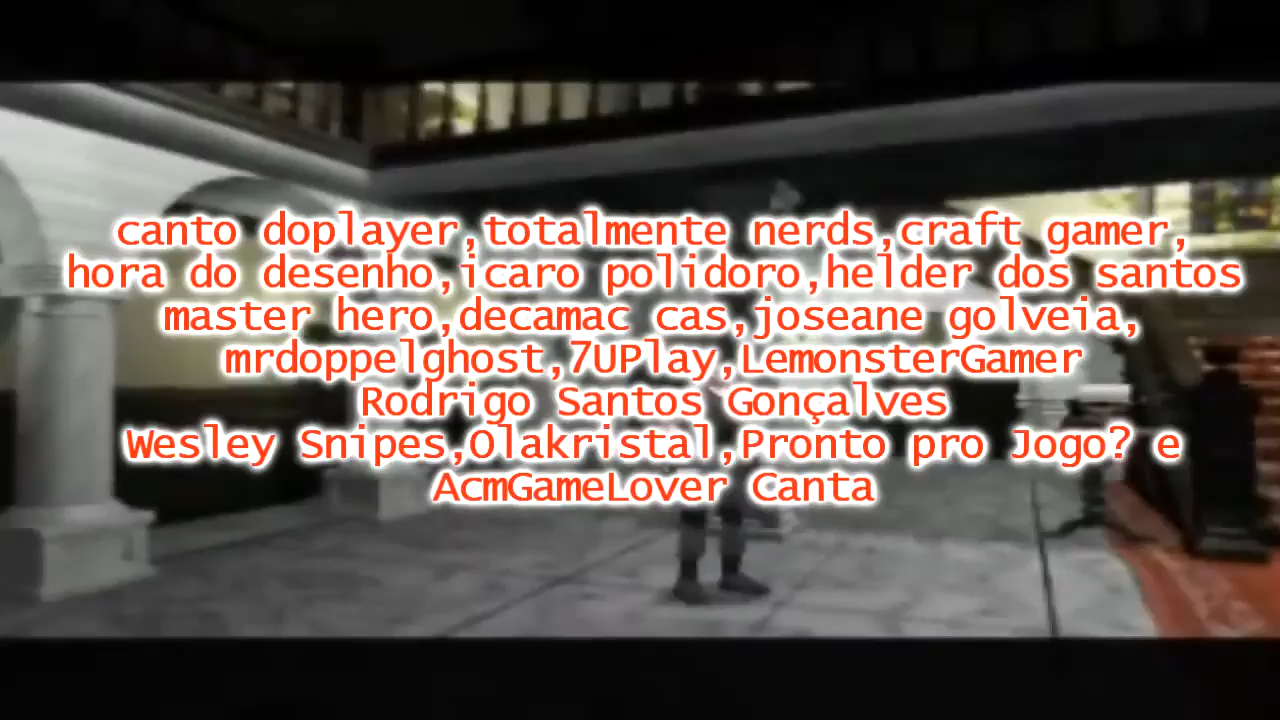 canto doplayer,totalmente nerds,craft gamer,
hora do desenho,icaro polidoro,helder dos santos
master hero,decamac cas,joseane golveia,
mrdoppelghost,7UPlay,LemonsterGamer
Rodrigo Santos Gonçalves
Wesley Snipes,Olakristal,Pronto pro Jogo? e
AcmGameLover Canta